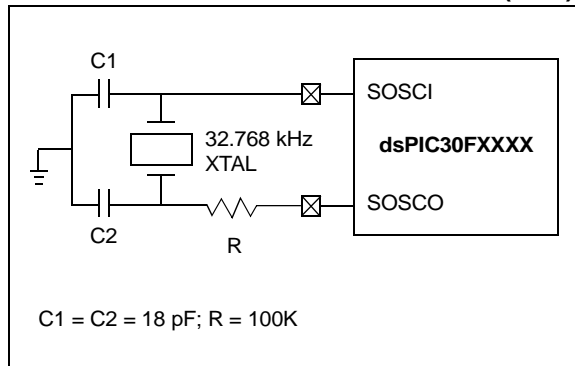 C1
SOSCI
32.768 kHz
XTAL
dsPIC30FXXXX
SOSCO
C2
R
C1 = C2 = 18 pF; R = 100K